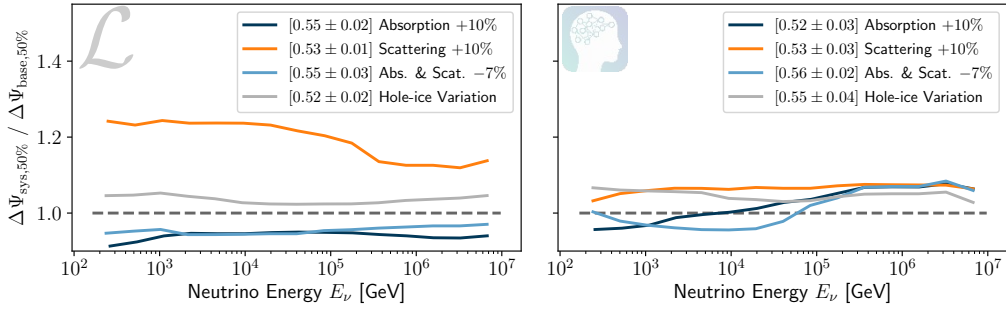 ΔΨ_sys,50% / ΔΨ_base,50%
1.4
1.2
1.0
ℒ
[0.55 ± 0.02] Absorption +10%
[0.53 ± 0.01] Scattering +10%
[0.55 ± 0.03] Abs. & Scat. −7%
[0.52 ± 0.02] Hole-ice Variation
10² 10³ 10⁴ 10⁵ 10⁶ 10⁷
Neutrino Energy E_ν [GeV]
[0.52 ± 0.03] Absorption +10%
[0.53 ± 0.03] Scattering +10%
[0.56 ± 0.02] Abs. & Scat. −7%
[0.55 ± 0.04] Hole-ice Variation
10² 10³ 10⁴ 10⁵ 10⁶ 10⁷
Neutrino Energy E_ν [GeV]